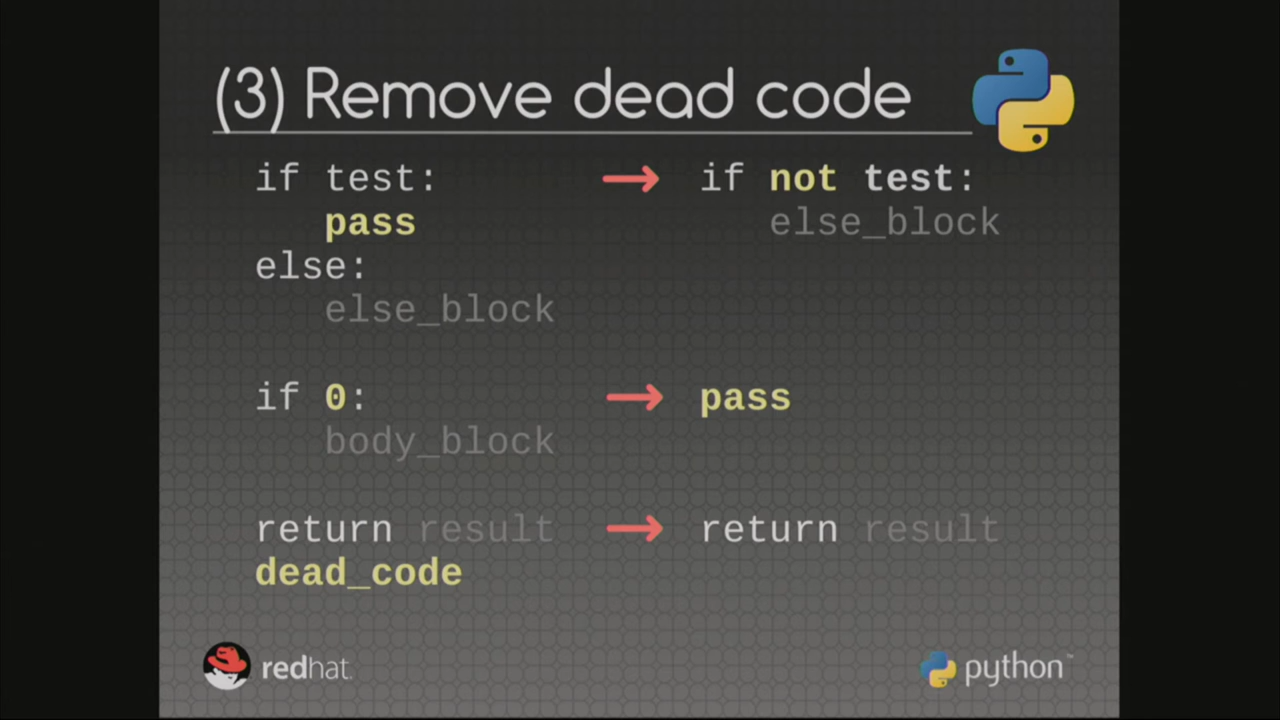 (3) Remove dead code
if test: → if not test:
pass else_block
else:
else_block
if 0: → pass
body_block
return result → return result
dead_code
redhat. python™